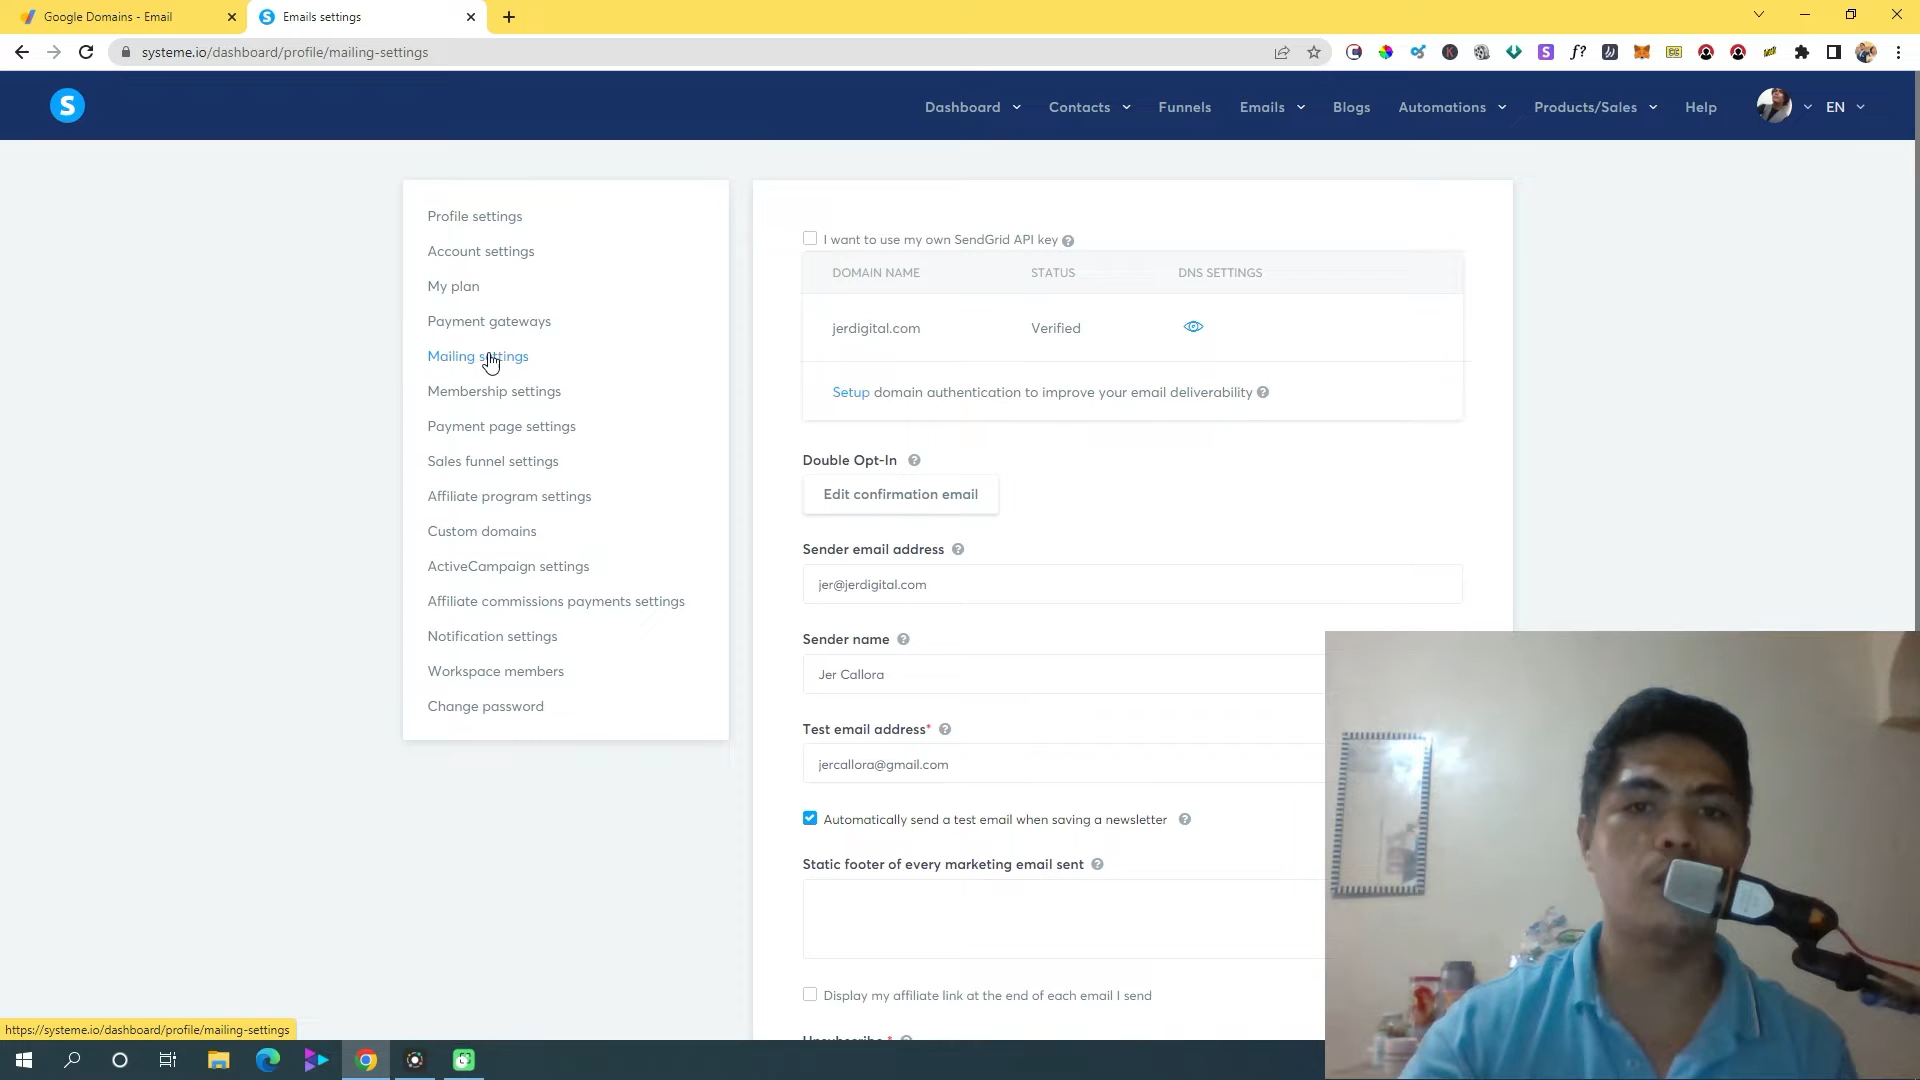 Google Domains - Email
Emails settings
systeme.io/dashboard/profile/mailing-settings
S
Dashboard
Contacts
Funnels
Emails
Blogs
Automations
Products/Sales
Help
EN
Profile settings
Account settings
My plan
Payment gateways
Mailing settings
Membership settings
Payment page settings
Sales funnel settings
Affiliate program settings
Custom domains
ActiveCampaign settings
Affiliate commissions payments settings
Notification settings
Workspace members
Change password
I want to use my own SendGrid API key
DOMAIN NAME STATUS DNS SETTINGS
jerdigital.com Verified
Setup domain authentication to improve your email deliverability
Double Opt-In
Edit confirmation email
Sender email address
jer@jerdigital.com
Sender name
Jer Callora
Test email address*
jercallora@gmail.com
Automatically send a test email when saving a newsletter
Static footer of every marketing email sent
Display my affiliate link at the end of each email I send
Unsubscribe *
https://systeme.io/dashboard/profile/mailing-settings